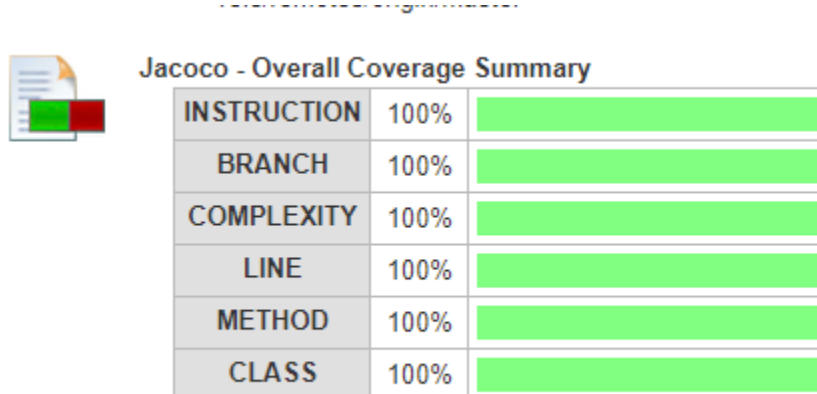 Jacoco - Overall Coverage Summary
INSTRUCTION 100%
BRANCH 100%
COMPLEXITY 100%
LINE 100%
METHOD 100%
CLASS 100%